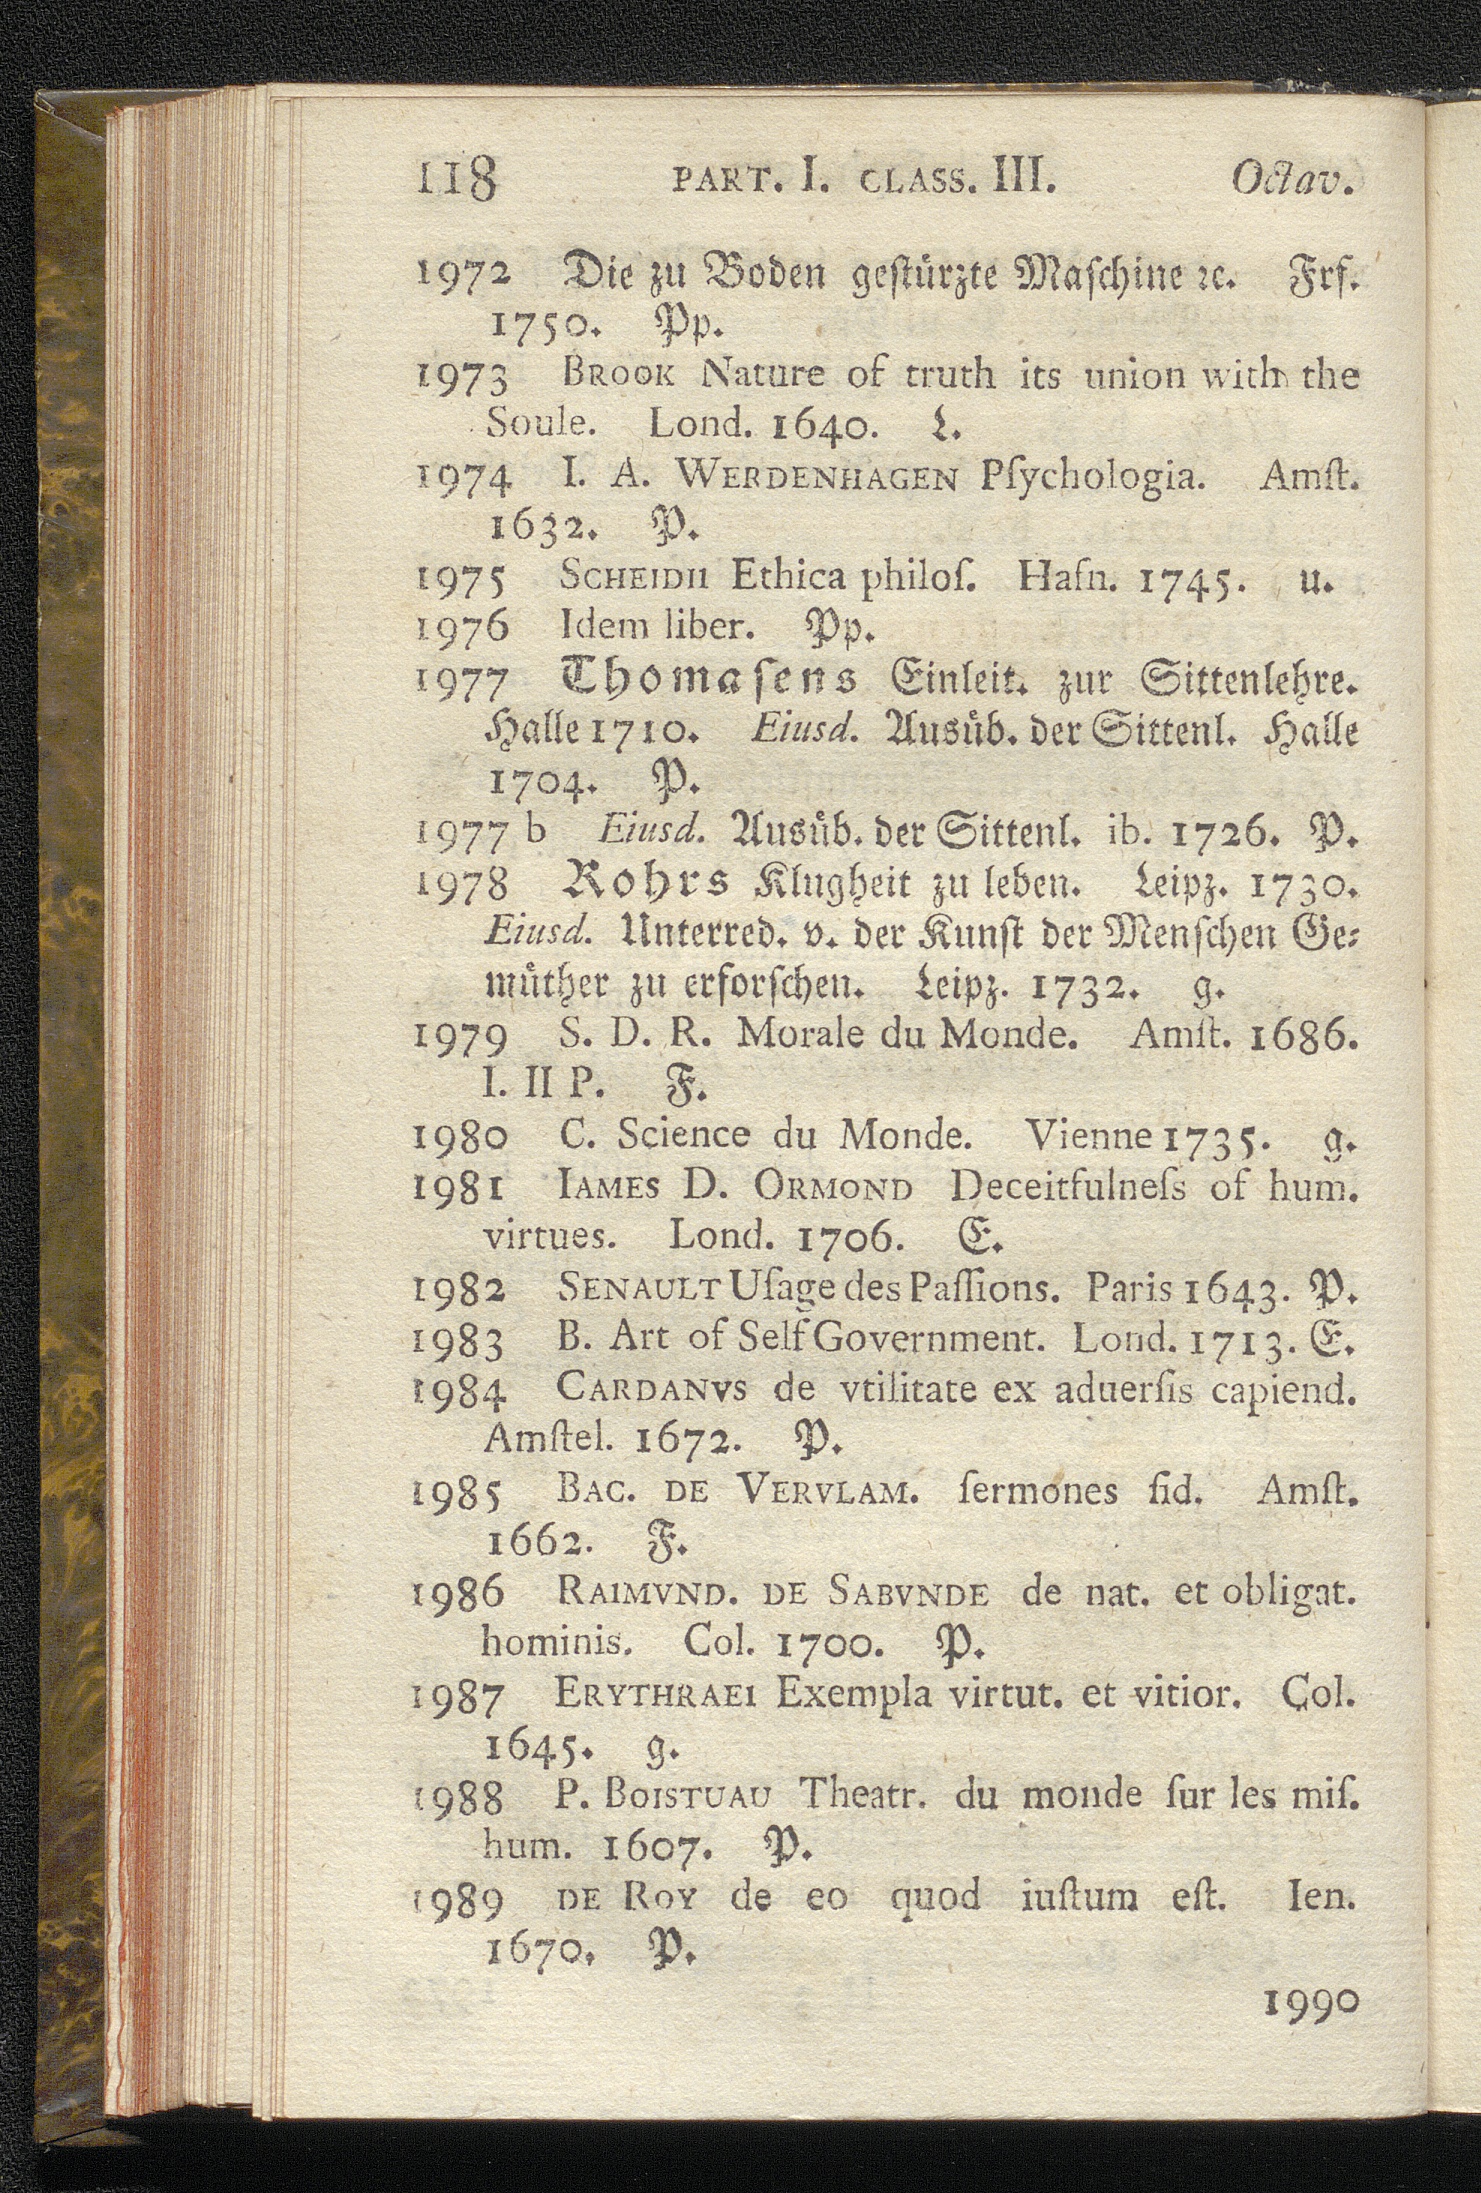 118 PART. I. CLASS. III. Octav.
1972 Die zu Boden geſtürzte Maſchine ꝛc. Frf.
1750. Pp.
1973 BROOK Nature of truth its union with the
Soule. Lond. 1640. L.
1974 I. A. WERDENHAGEN Pſychologia. Amſt.
1632. P.
1975 SCHEIDII Ethica philoſ. Hafn. 1745. u.
1976 Idem liber. Pp.
1977 Thomaſens Einleit. zur Sittenlehre.
Halle 1710. Eiusd. Ausuͤb. der Sittenl. Halle
1704. P.
1977 b Eiusd. Ausuͤb. der Sittenl. ib. 1726. P.
1978 Rohrs Klugheit zu leben. Leipz. 1730.
Eiusd. Unterred. v. der Kunſt der Menſchen Ge⸗
muͤther zu erforſchen. Leipz. 1732. g.
1979 S. D. R. Morale du Monde. Amſt. 1686.
I. II P. F.
1980 C. Science du Monde. Vienne 1735. g.
1981 IAMES D. ORMOND Deceitfulneſs of hum.
virtues. Lond. 1706. E.
1982 SENAULT Uſage des Paſſions. Paris 1643. P.
1983 B. Art of Self Government. Lond. 1713. E.
1984 CARDANVS de vtilitate ex aduerſis capiend.
Amſtel. 1672. P.
1985 BAC. DE VERVLAM. ſermones fid. Amſt.
1662. F.
1986 RAIMVND. DE SABVNDE de nat. et obligat.
hominis. Col. 1700. P.
1987 ERYTHRAEI Exempla virtut. et vitior. Col.
1645. g.
1988 P. BOISTUAU Theatr. du monde ſur les miſ.
hum. 1607. P.
1989 DE ROY de eo quod iuſtum eſt. Ien.
1670. P.
1990